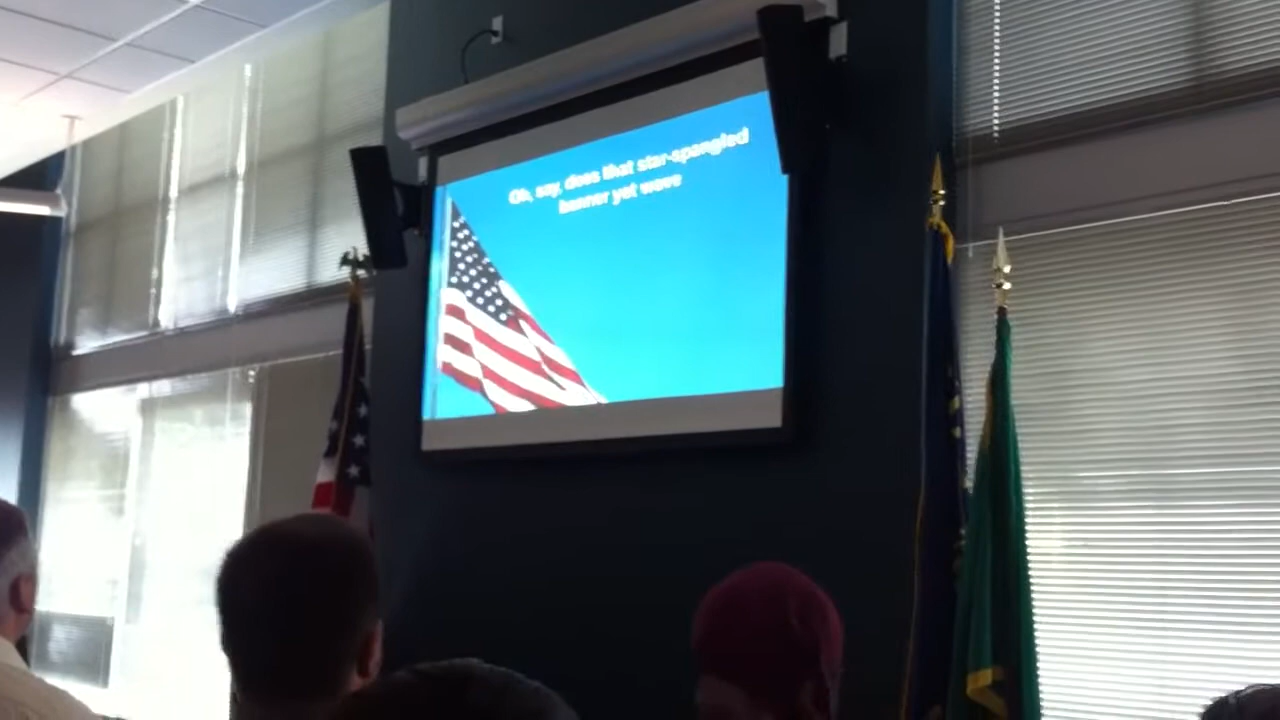 Oh, say, does that star-spangled
banner yet wave